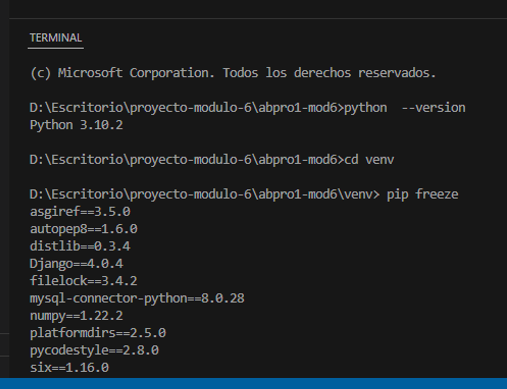 TERMINAL
(c) Microsoft Corporation. Todos los derechos reservados.
D:\Escritorio\proyecto-modulo-6\abpro1-mod6>python  --version
Python 3.10.2
D:\Escritorio\proyecto-modulo-6\abpro1-mod6>cd venv
D:\Escritorio\proyecto-modulo-6\abpro1-mod6\venv> pip freeze
asgiref==3.5.0
autopep8==1.6.0
distlib==0.3.4
Django==4.0.4
filelock==3.4.2
mysql-connector-python==8.0.28
numpy==1.22.2
platformdirs==2.5.0
pycodestyle==2.8.0
six==1.16.0